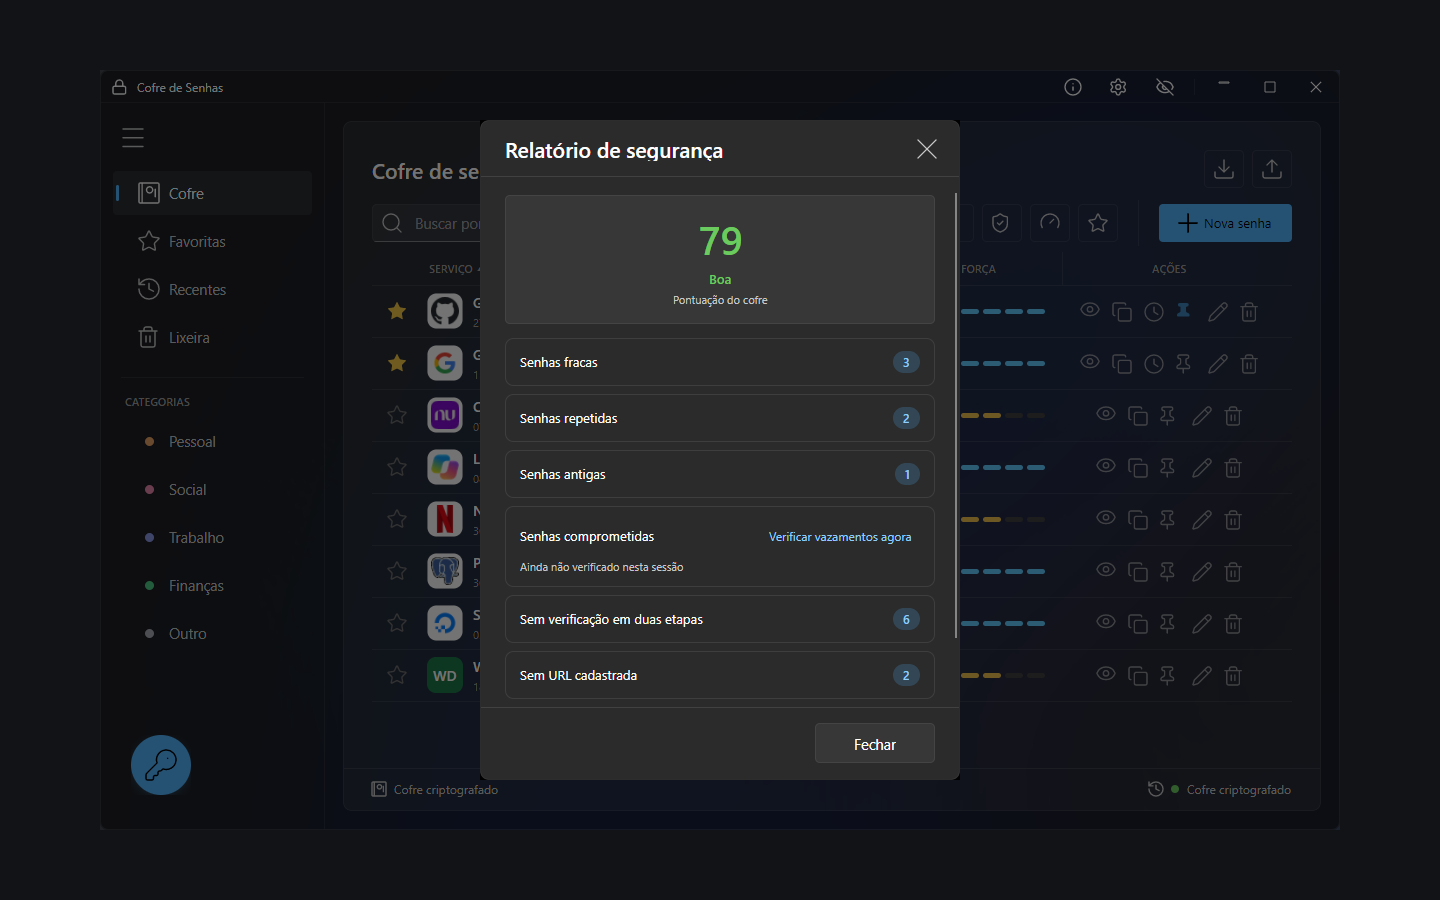 Cofre de Senhas
Cofre
Favoritas
Recentes
Lixeira
CATEGORIAS
Pessoal
Social
Trabalho
Finanças
Outro
Cofre de se
Buscar por
Nova senha
SERVIÇO
FORÇA
AÇÕES
WD
Relatório de segurança
79
Boa
Pontuação do cofre
Senhas fracas 3
Senhas repetidas 2
Senhas antigas 1
Senhas comprometidas Verificar vazamentos agora
Ainda não verificado nesta sessão
Sem verificação em duas etapas 6
Sem URL cadastrada 2
Fechar
Cofre criptografado
Cofre criptografado